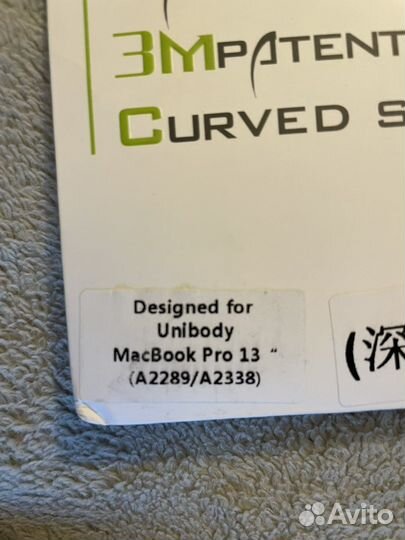 3MPATENT
CURVED S
Designed for
Unibody
MacBook Pro 13 “
(A2289/A2338)
(深
Avito